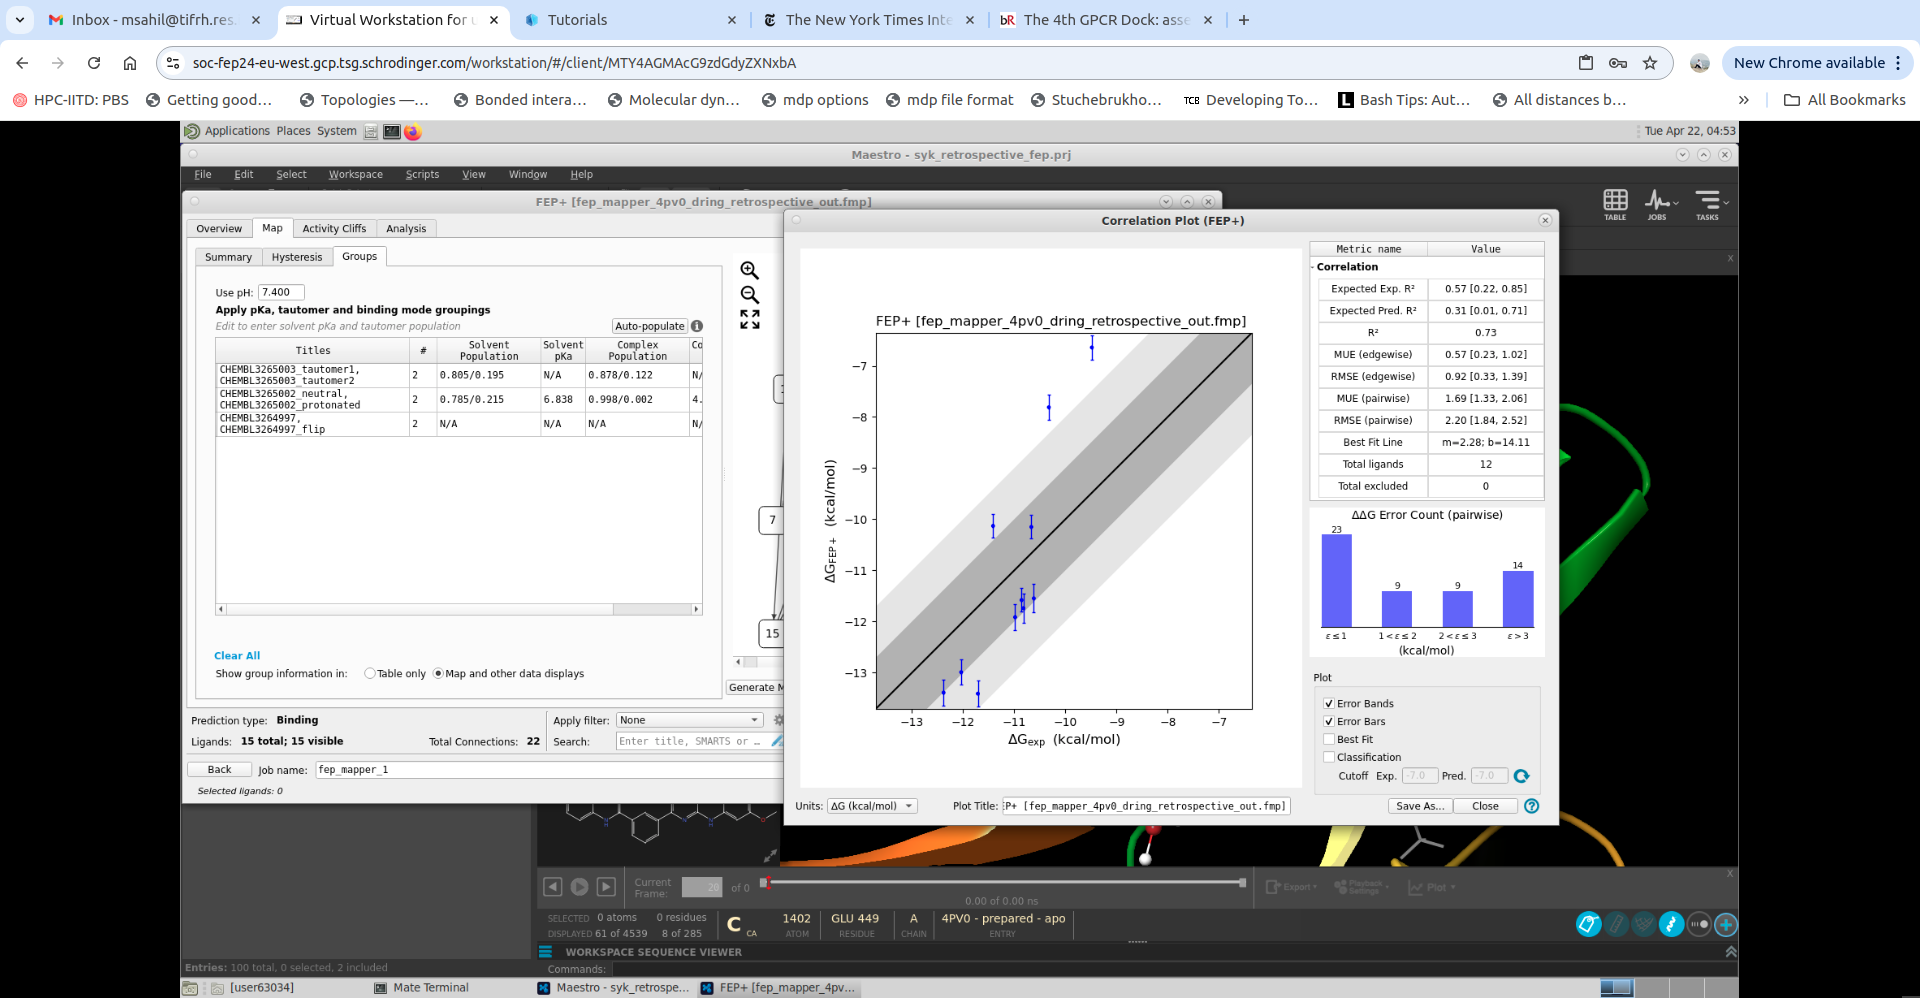 Inbox - msahil@tifrh.res.
Virtual Workstation for u
Tutorials
The New York Times Inte
bR The 4th GPCR Dock: asse
soc-fep24-eu-west.gcp.tsg.schrodinger.com/workstation/#/client/MTY4AGMAcG9zdGdyZXNxbA
New Chrome available
HPC-IITD: PBS
Getting good…
Topologies —…
Bonded intera…
Molecular dyn…
mdp options
mdp file format
Stuchebrukho…
TCB Developing To…
L Bash Tips: Aut…
All distances b…
All Bookmarks
Applications Places System
Tue Apr 22, 04:53
Maestro - syk_retrospective_fep.prj
File Edit Select Workspace Scripts View Window Help
TABLE JOBS TASKS
FEP+ [fep_mapper_4pv0_dring_retrospective_out.fmp]
Overview Map Activity Cliffs Analysis
Summary Hysteresis Groups
Use pH: 7.400
Apply pKa, tautomer and binding mode groupings
Edit to enter solvent pKa and tautomer population
Auto-populate
Titles # Solvent Population Solvent pKa Complex Population Co
CHEMBL3265003_tautomer1,
CHEMBL3265003_tautomer2 2 0.805/0.195 N/A 0.878/0.122 N/
CHEMBL3265002_neutral,
CHEMBL3265002_protonated 2 0.785/0.215 6.838 0.998/0.002 4.
CHEMBL3264997,
CHEMBL3264997_flip 2 N/A N/A N/A N/
7
15
Clear All
Show group information in: Table only Map and other data displays
Generate M
Prediction type: Binding
Apply filter: None
Ligands: 15 total; 15 visible
Total Connections: 22
Search: Enter title, SMARTS or …
Back Job name: fep_mapper_1
Selected ligands: 0
Correlation Plot (FEP+)
FEP+ [fep_mapper_4pv0_dring_retrospective_out.fmp]
−7
−8
−9
−10
−11
−12
−13
ΔG_FEP+ (kcal/mol)
−13 −12 −11 −10 −9 −8 −7
ΔG_exp (kcal/mol)
Metric name Value
Correlation
Expected Exp. R² 0.57 [0.22, 0.85]
Expected Pred. R² 0.31 [0.01, 0.71]
R² 0.73
MUE (edgewise) 0.57 [0.23, 1.02]
RMSE (edgewise) 0.92 [0.33, 1.39]
MUE (pairwise) 1.69 [1.33, 2.06]
RMSE (pairwise) 2.20 [1.84, 2.52]
Best Fit Line m=2.28; b=14.11
Total ligands 12
Total excluded 0
ΔΔG Error Count (pairwise)
23 9 9 14
ε≤1 1<ε≤2 2<ε≤3 ε>3
(kcal/mol)
Plot
Error Bands
Error Bars
Best Fit
Classification
Cutoff Exp. -7.0 Pred. -7.0
Units: ΔG (kcal/mol)
Plot Title: EP+ [fep_mapper_4pv0_dring_retrospective_out.fmp]
Save As... Close
Current Frame: 20 of 0
0.00 of 0.00 ns
Export Playback Settings Plot
SELECTED 0 atoms 0 residues
DISPLAYED 61 of 4539 8 of 285
C CA
1402 ATOM
GLU 449 RESIDUE
A CHAIN
4PV0 - prepared - apo ENTRY
WORKSPACE SEQUENCE VIEWER
Entries: 100 total, 0 selected, 2 included
Commands:
[user63034]
Mate Terminal
Maestro - syk_retrospe...
FEP+ [fep_mapper_4pv...